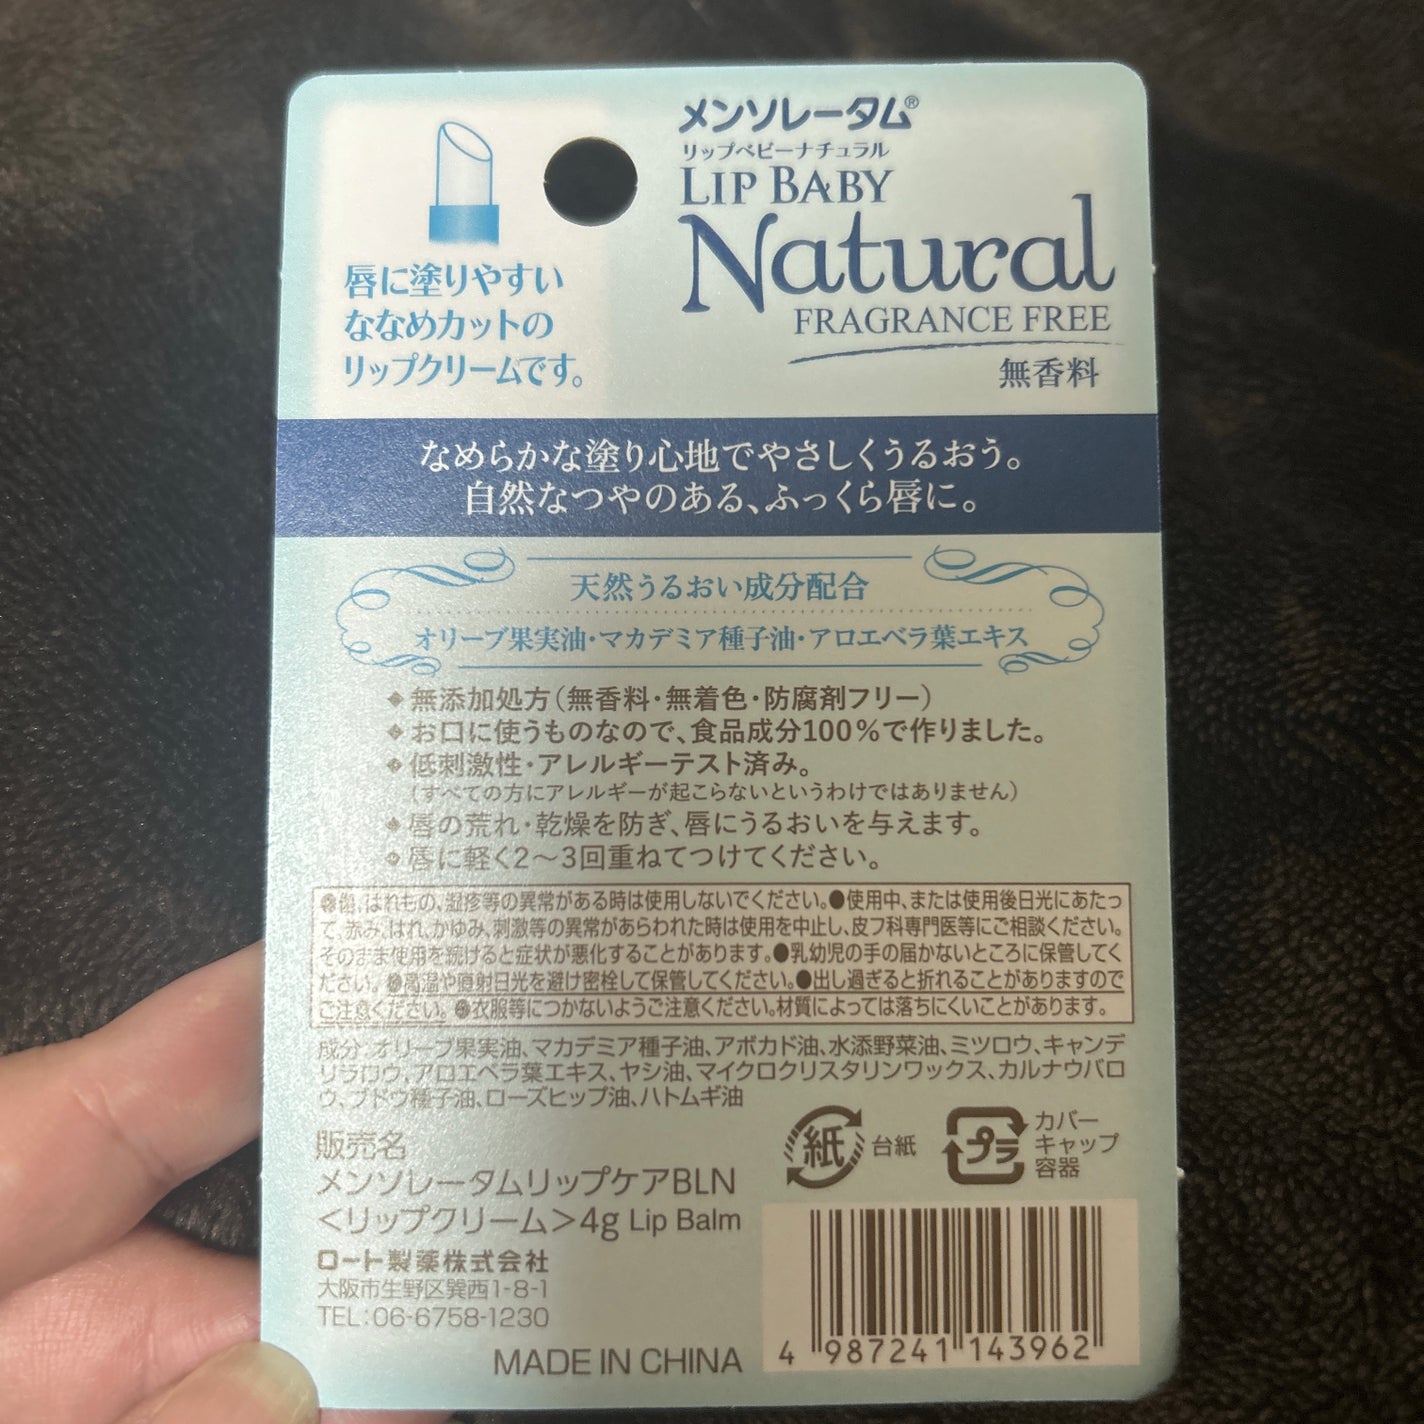 メンソレータム®
リップベビーナチュラル
LIP BABY
Natural
FRAGRANCE FREE
無香料
唇に塗りやすい
ななめカットの
リップクリームです。
なめらかな塗り心地でやさしくうるおう。
自然なつやのある、ふっくら唇に。
天然うるおい成分配合
オリーブ果実油・マカデミア種子油・アロエベラ葉エキス
◆無添加処方(無香料・無着色・防腐剤フリー)
◆お口に使うものなので、食品成分100%で作りました。
◆低刺激性・アレルギーテスト済み。
(すべての方にアレルギーが起こらないというわけではありません)
◆唇の荒れ・乾燥を防ぎ、唇にうるおいを与えます。
◆唇に軽く2〜3回重ねてつけてください。
●傷、はれもの、湿疹等の異常がある時は使用しないでください。●使用中、または使用後日光にあたっ
て、赤み、はれ、かゆみ、刺激等の異常があらわれた時は使用を中止し、皮フ科専門医等にご相談ください。
そのまま使用を続けると症状が悪化することがあります。●乳幼児の手の届かないところに保管してく
ださい。●高温や直射日光を避け密栓して保管してください。●出し過ぎると折れることがありますので
ご注意ください。●衣服等につかないようご注意ください。材質によっては落ちにくいことがあります。
成分:オリーブ果実油、マカデミア種子油、アボカド油、水添野菜油、ミツロウ、キャンデ
リラロウ、アロエベラ葉エキス、ヤシ油、マイクロクリスタリンワックス、カルナウバロ
ウ、ブドウ種子油、ローズヒップ油、ハトムギ油
紙 台紙
プラ カバー
キャップ
容器
販売名
メンソレータムリップケアBLN
<リップクリーム>4g Lip Balm
ロート製薬株式会社
大阪市生野区巽西1-8-1
TEL:06-6758-1230
MADE IN CHINA
4 987241 143962